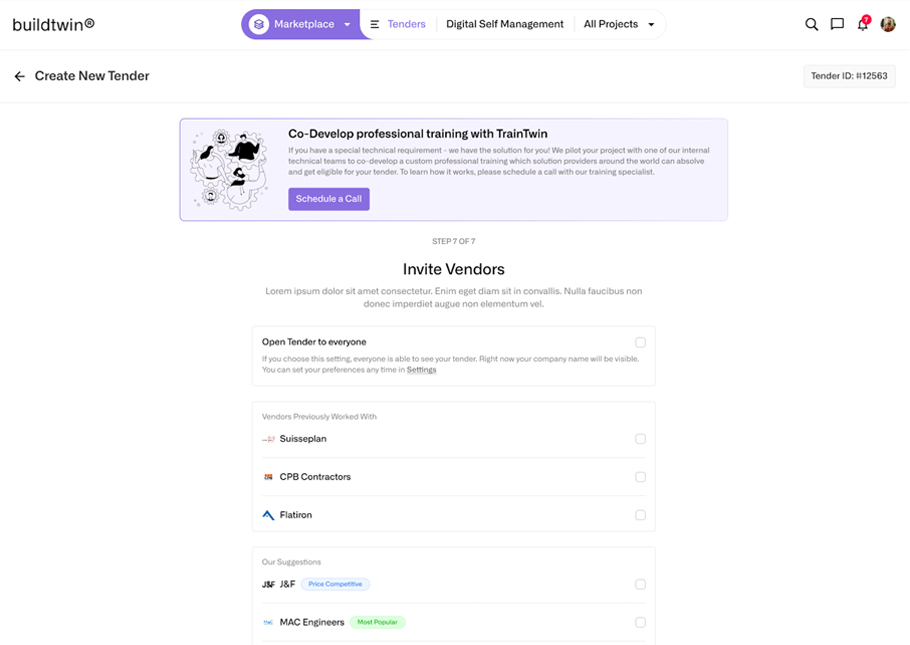 buildtwin®
Marketplace
Tenders
Digital Self Management
All Projects
7
Create New Tender
Tender ID: #12563
Co-Develop professional training with TrainTwin
If you have a special technical requirement - we have the solution for you! We pilot your project with one of our internal
technical teams to co-develop a custom professional training which solution providers around the world can absolve
and get eligible for your tender. To learn how it works, please schedule a call with our training specialist.
Schedule a Call
STEP 7 OF 7
Invite Vendors
Lorem ipsum dolor sit amet consectetur. Enim eget diam sit in convallis. Nulla faucibus non
donec imperdiet augue non elementum vel.
Open Tender to everyone
If you choose this setting, everyone is able to see your tender. Right now your company name will be visible.
You can set your preferences any time in Settings
Vendors Previously Worked With
Suisseplan
CPB Contractors
Flatiron
Our Suggestions
J&F J&F Price Competitive
MAC Engineers Most Popular